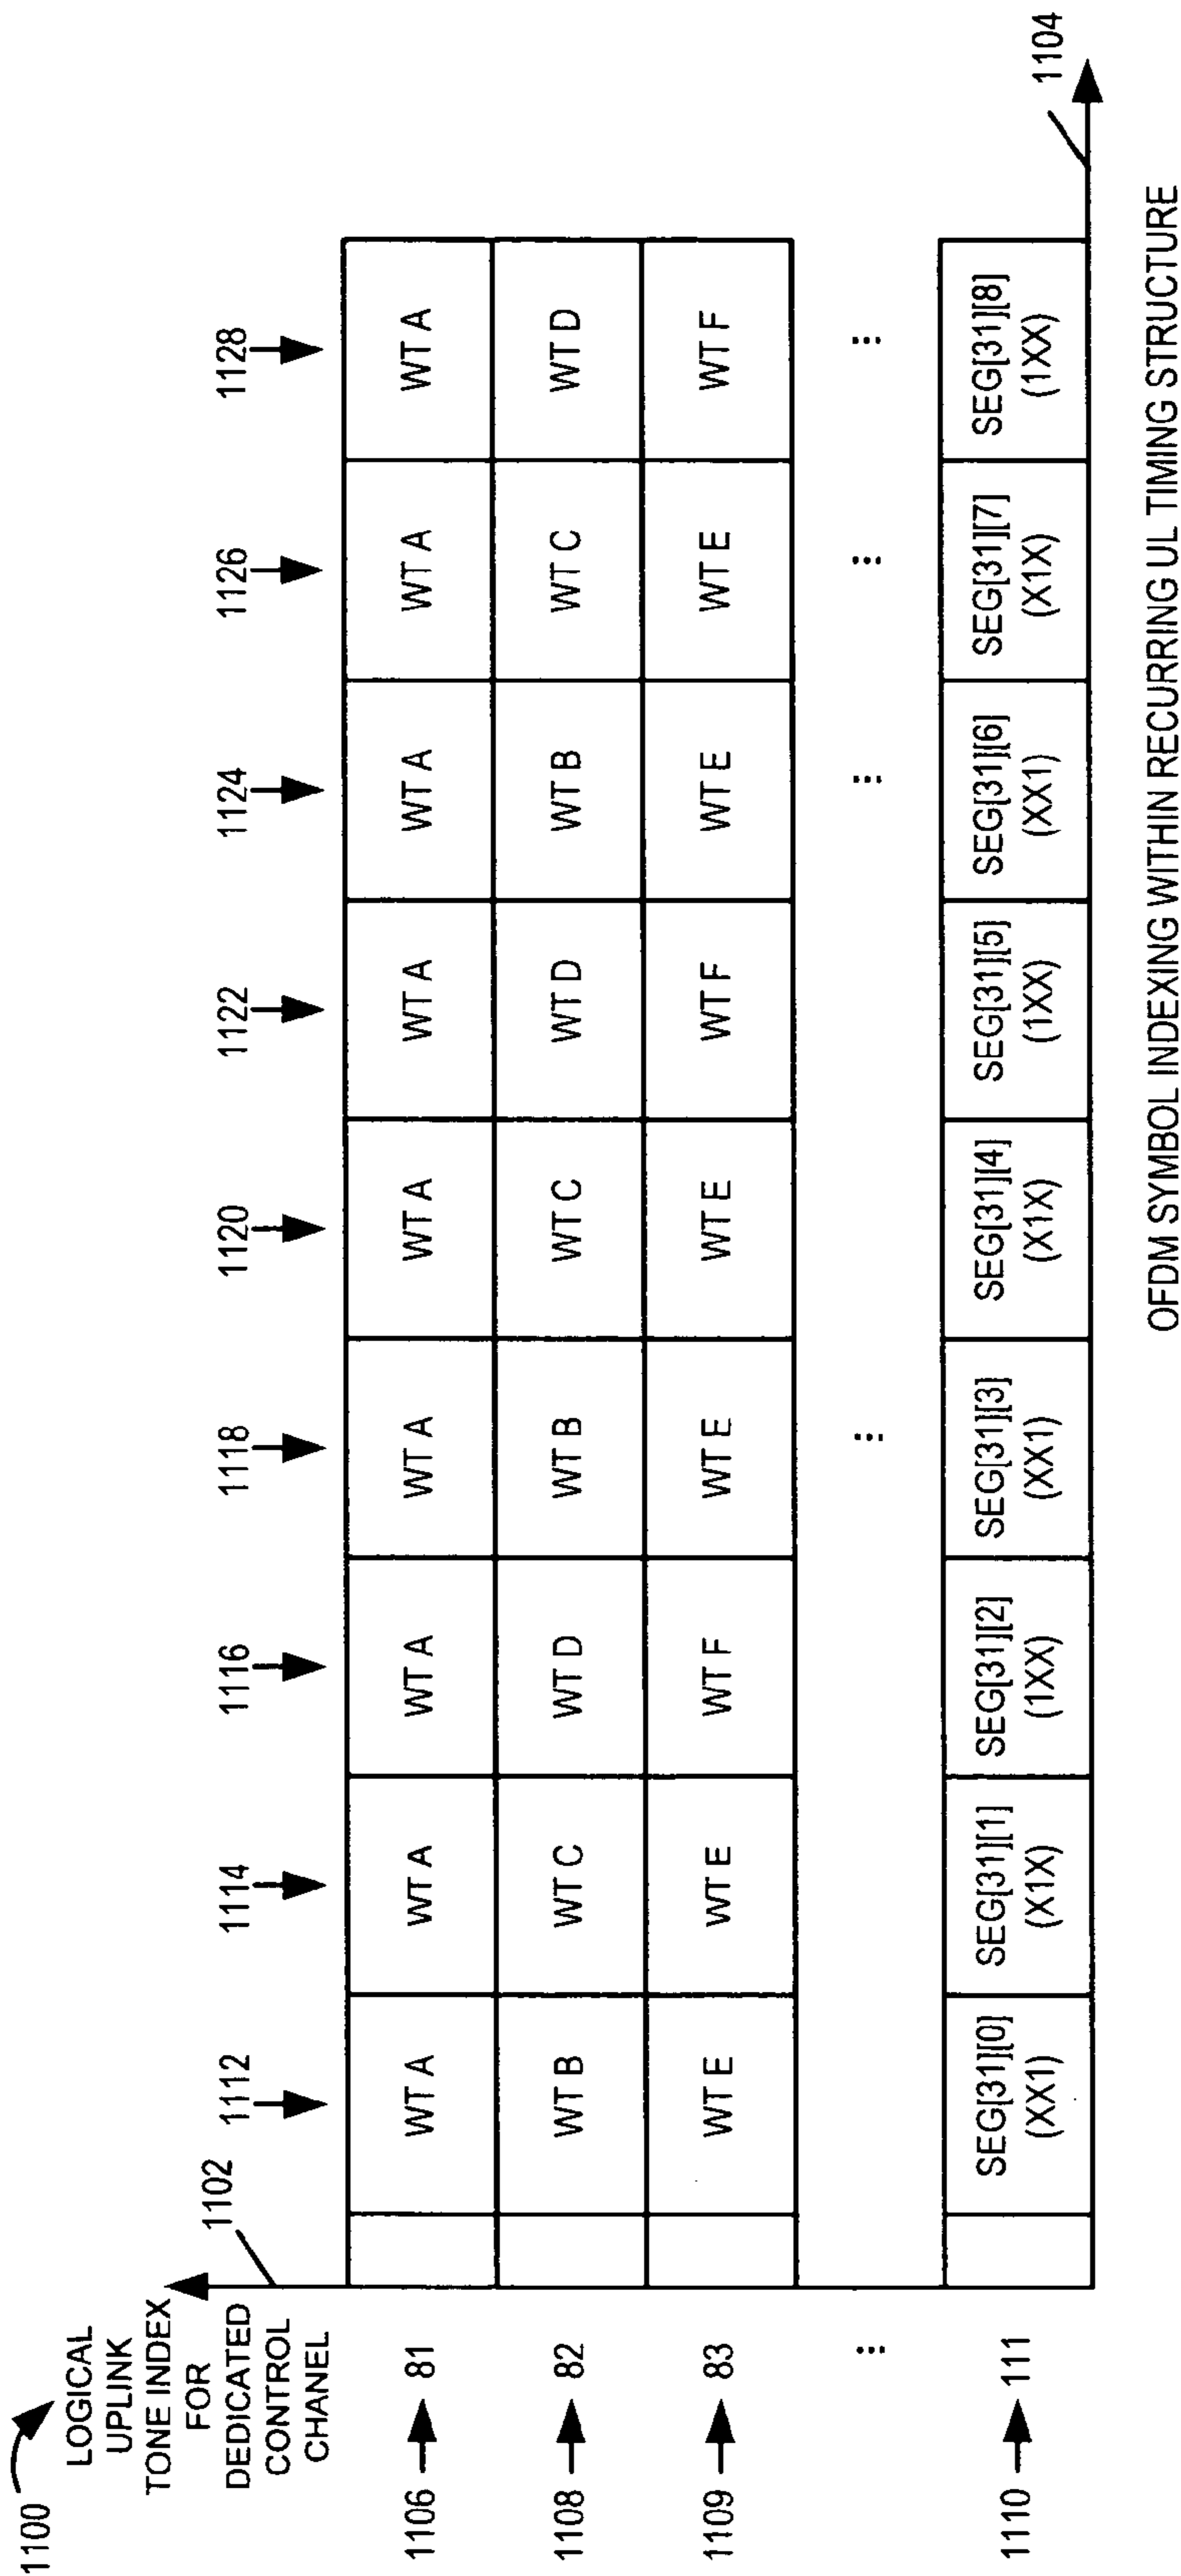 1100
LOGICAL
UPLINK
TONE INDEX
FOR
DEDICATED
CONTROL
CHANNEL
1102
1112
1114
1116
1118
1120
1122
1124
1126
1128
1106
81
WT A
WT A
WT A
WT A
WT A
WT A
WT A
WT A
WT A
1108
82
WT B
WT C
WT D
WT B
WT C
WT D
WT B
WT C
WT D
1109
83
WT E
WT E
WT F
WT E
WT E
WT F
WT E
WT E
WT F
...
...
...
...
...
1110
111
SEG[31][0]
(XX1)
SEG[31][1]
(X1X)
SEG[31][2]
(1XX)
SEG[31][3]
(XX1)
SEG[31][4]
(X1X)
SEG[31][5]
(1XX)
SEG[31][6]
(XX1)
SEG[31][7]
(X1X)
SEG[31][8]
(1XX)
1104
OFDM SYMBOL INDEXING WITHIN RECURRING UL TIMING STRUCTURE